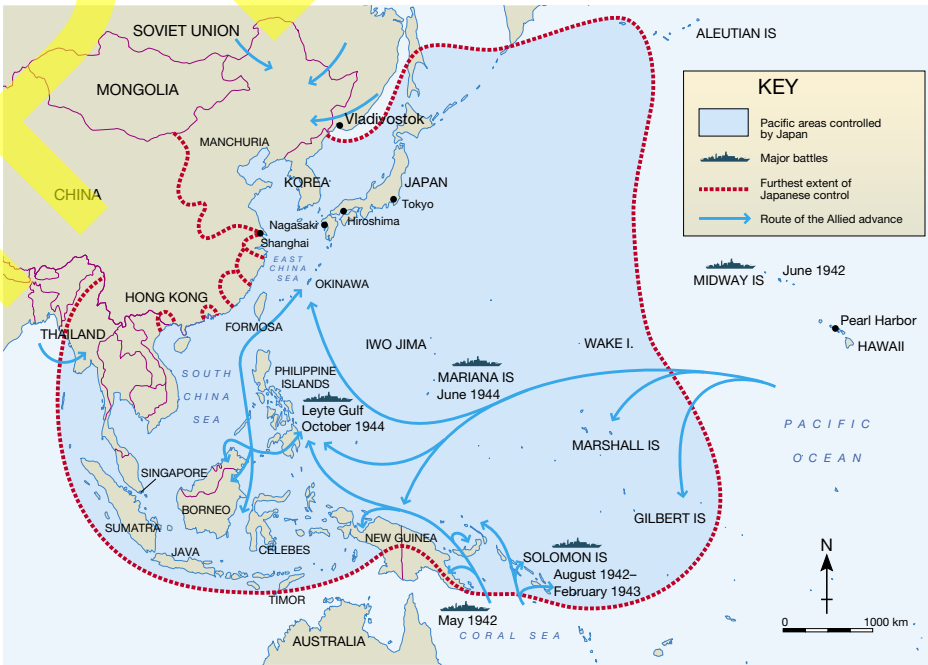 SOVIET UNION
ALEUTIAN IS
MONGOLIA
KEY
Pacific areas controlled
by Japan
Major battles
Furthest extent of
Japanese control
Route of the Allied advance
Vladivostok
MANCHURIA
CHINA
KOREA
JAPAN
Tokyo
Hiroshima
Nagasaki
Shanghai
EAST
CHINA
SEA
OKINAWA
MIDWAY IS
June 1942
HONG KONG
FORMOSA
THAILAND
Pearl Harbor
HAWAII
IWO JIMA
WAKE I.
SOUTH
CHINA
SEA
PHILIPPINE
ISLANDS
MARIANA IS
June 1944
Leyte Gulf
October 1944
PACIFIC
OCEAN
MARSHALL IS
SINGAPORE
BORNEO
GILBERT IS
SUMATRA
JAVA
CELEBES
NEW GUINEA
SOLOMON IS
August 1942–
February 1943
TIMOR
May 1942
CORAL SEA
AUSTRALIA
N
0 1000 km